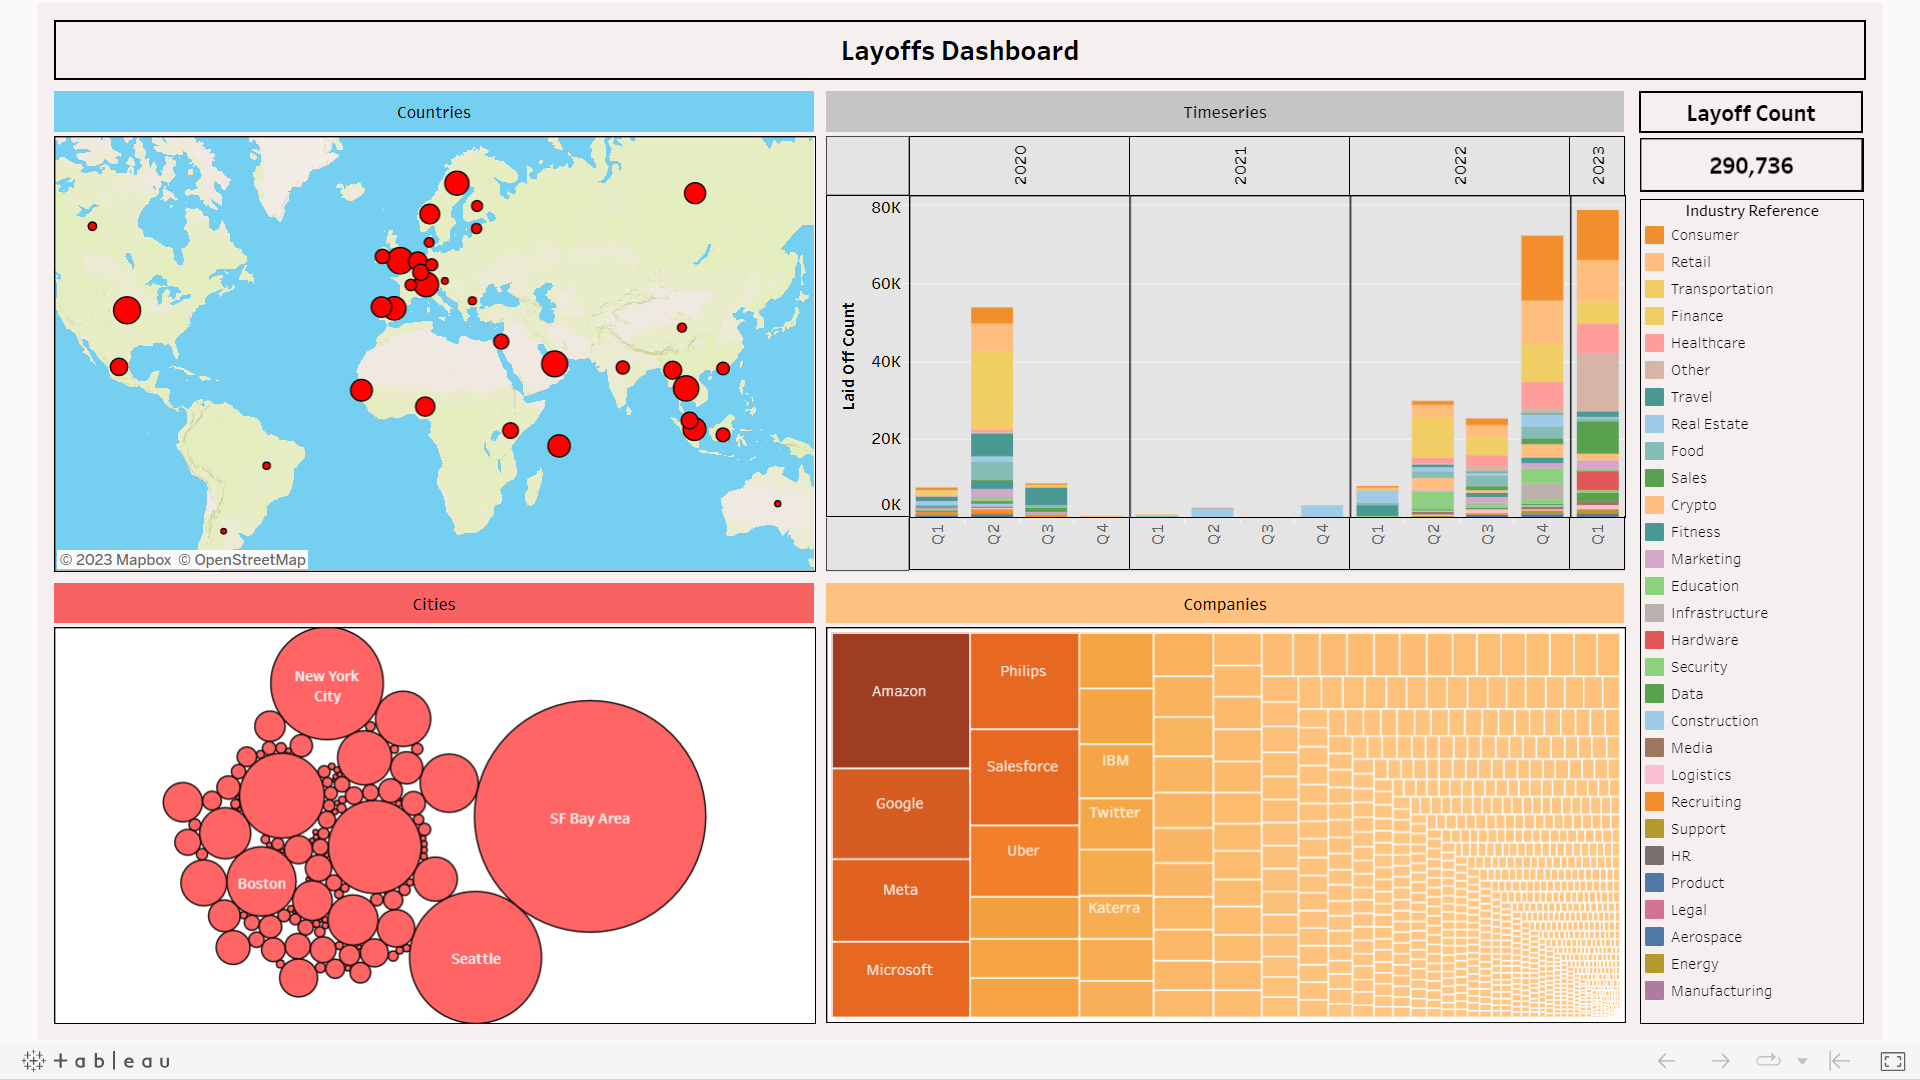 Layoffs Dashboard
Countries
© 2023 Mapbox © OpenStreetMap
Timeseries
2020
2021
2022
2023
Laid Off Count
80K
60K
40K
20K
0K
Q1
Q2
Q3
Q4
Q1
Q2
Q3
Q4
Q1
Q2
Q3
Q4
Q1
Layoff Count
290,736
Industry Reference
Consumer
Retail
Transportation
Finance
Healthcare
Other
Travel
Real Estate
Food
Sales
Crypto
Fitness
Marketing
Education
Infrastructure
Hardware
Security
Data
Construction
Media
Logistics
Recruiting
Support
HR
Product
Legal
Aerospace
Energy
Manufacturing
Cities
New York
City
SF Bay Area
Boston
Seattle
Companies
Amazon
Google
Meta
Microsoft
Philips
Salesforce
Uber
IBM
Twitter
Katerra
+ableau